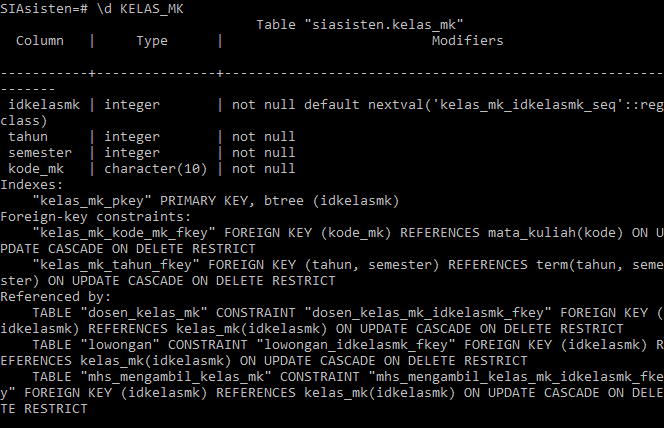 SIAsisten=# \d KELAS_MK
Table "siasisten.kelas_mk"
Column | Type | Modifiers
-----------+---------------+-------------------------------------------------------
-------
idkelasmk | integer | not null default nextval('kelas_mk_idkelasmk_seq'::reg
class)
tahun | integer | not null
semester | integer | not null
kode_mk | character(10) | not null
Indexes:
"kelas_mk_pkey" PRIMARY KEY, btree (idkelasmk)
Foreign-key constraints:
"kelas_mk_kode_mk_fkey" FOREIGN KEY (kode_mk) REFERENCES mata_kuliah(kode) ON U
PDATE CASCADE ON DELETE RESTRICT
"kelas_mk_tahun_fkey" FOREIGN KEY (tahun, semester) REFERENCES term(tahun, seme
ster) ON UPDATE CASCADE ON DELETE RESTRICT
Referenced by:
TABLE "dosen_kelas_mk" CONSTRAINT "dosen_kelas_mk_idkelasmk_fkey" FOREIGN KEY (
idkelasmk) REFERENCES kelas_mk(idkelasmk) ON UPDATE CASCADE ON DELETE RESTRICT
TABLE "lowongan" CONSTRAINT "lowongan_idkelasmk_fkey" FOREIGN KEY (idkelasmk) R
EFERENCES kelas_mk(idkelasmk) ON UPDATE CASCADE ON DELETE RESTRICT
TABLE "mhs_mengambil_kelas_mk" CONSTRAINT "mhs_mengambil_kelas_mk_idkelasmk_fke
y" FOREIGN KEY (idkelasmk) REFERENCES kelas_mk(idkelasmk) ON UPDATE CASCADE ON DELE
TE RESTRICT